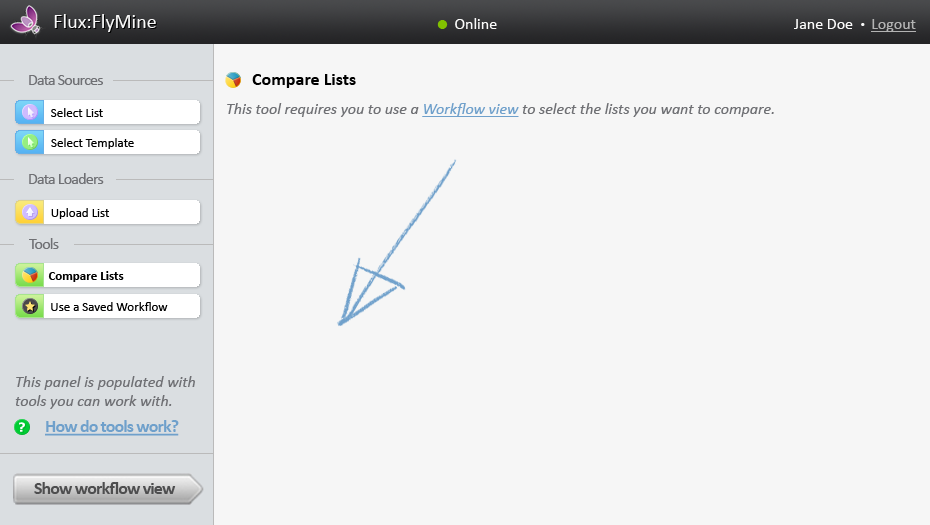 Flux:FlyMine
Online
Jane Doe • Logout
Data Sources
Select List
Select Template
Data Loaders
Upload List
Tools
Compare Lists
Use a Saved Workflow
This panel is populated with
tools you can work with.
? How do tools work?
Show workflow view
Compare Lists
This tool requires you to use a Workflow view to select the lists you want to compare.